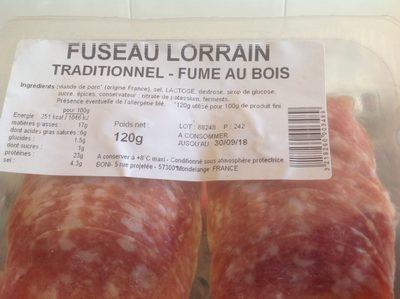 FUSEAU LORRAIN
TRADITIONNEL - FUME AU BOIS
Ingrédients : viande de porc* (origine France), sel, LACTOSE, dextrose, sirop de glucose,
sucre, épices, conservateur : nitrate de potassium, ferments.
Présence éventuelle de l'allergène blé. *120g utilisé pour 100g de produit fini
pour 100g
Energie : 251 kcal / 1046 kJ
matières grasses : 17g
dont acides gras saturés : 6g
glucides : 1.5g
dont sucres : 1g
protéines : 23g
sel : 4.3g
Poids net :
120g
LOT : 88248 P : 242
A CONSOMMER
JUSQU'AU : 30/09/18
A conserver à +8°C maxi - Conditionné sous atmosphère protectrice
BONI - 5 rue projetée - 57300 Mondelange FRANCE